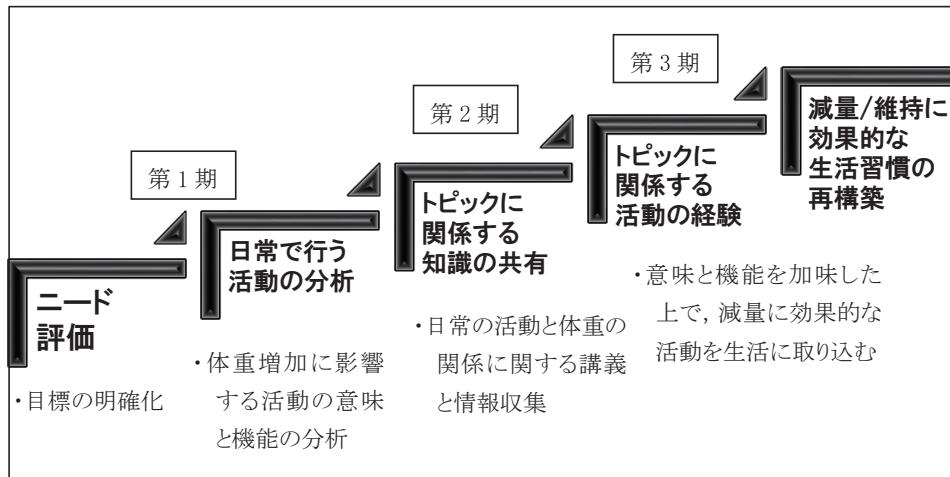 第１期
第２期
第３期
ニード
評価
・目標の明確化
日常で行う
活動の分析
・体重増加に影響
する活動の意味
と機能の分析
トピックに
関係する
知識の共有
・日常の活動と体重の
関係に関する講義
と情報収集
トピックに
関係する
活動の経験
・意味と機能を加味した
上で，減量に効果的な
活動を生活に取り込む
減量/維持に
効果的な
生活習慣の
再構築